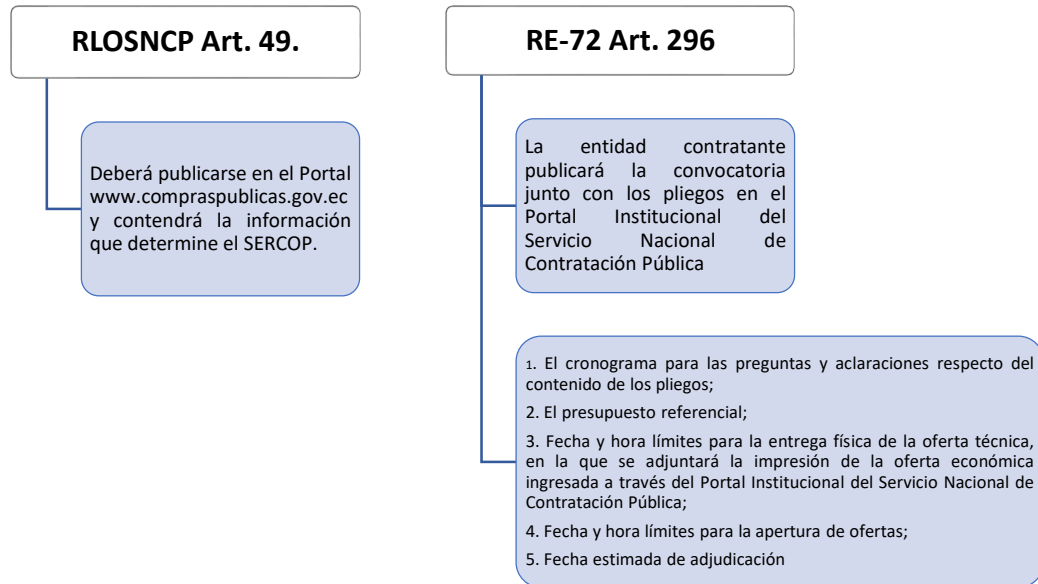 RLOSNCP Art. 49.
Deberá publicarse en el Portal
www.compraspublicas.gov.ec
y contendrá la información
que determine el SERCOP.
RE-72 Art. 296
La entidad contratante
publicará la convocatoria
junto con los pliegos en el
Portal Institucional del
Servicio Nacional de
Contratación Pública
1. El cronograma para las preguntas y aclaraciones respecto del
contenido de los pliegos;
2. El presupuesto referencial;
3. Fecha y hora límites para la entrega física de la oferta técnica,
en la que se adjuntará la impresión de la oferta económica
ingresada a través del Portal Institucional del Servicio Nacional de
Contratación Pública;
4. Fecha y hora límites para la apertura de ofertas;
5. Fecha estimada de adjudicación